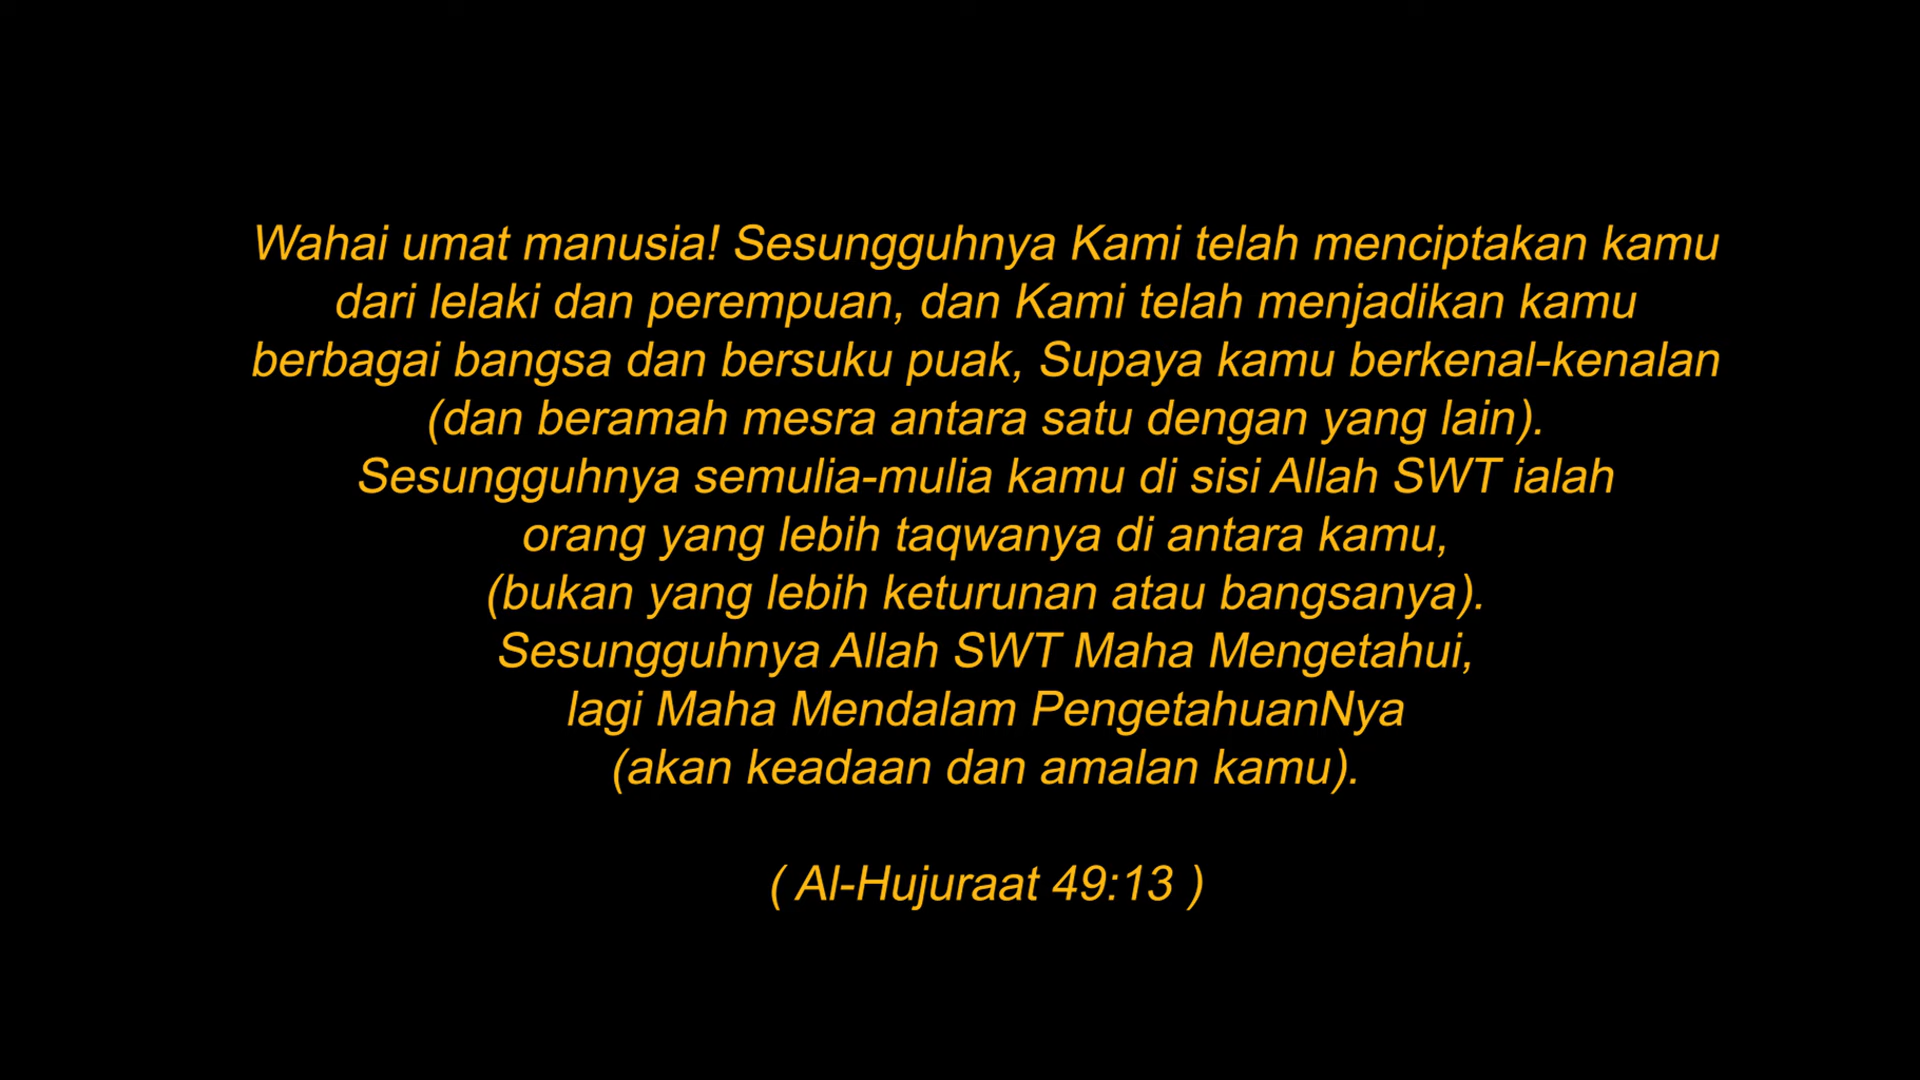 Wahai umat manusia! Sesungguhnya Kami telah menciptakan kamu
dari lelaki dan perempuan, dan Kami telah menjadikan kamu
berbagai bangsa dan bersuku puak, Supaya kamu berkenal-kenalan
(dan beramah mesra antara satu dengan yang lain).
Sesungguhnya semulia-mulia kamu di sisi Allah SWT ialah
orang yang lebih taqwanya di antara kamu,
(bukan yang lebih keturunan atau bangsanya).
Sesungguhnya Allah SWT Maha Mengetahui,
lagi Maha Mendalam PengetahuanNya
(akan keadaan dan amalan kamu).
( Al-Hujuraat 49:13 )